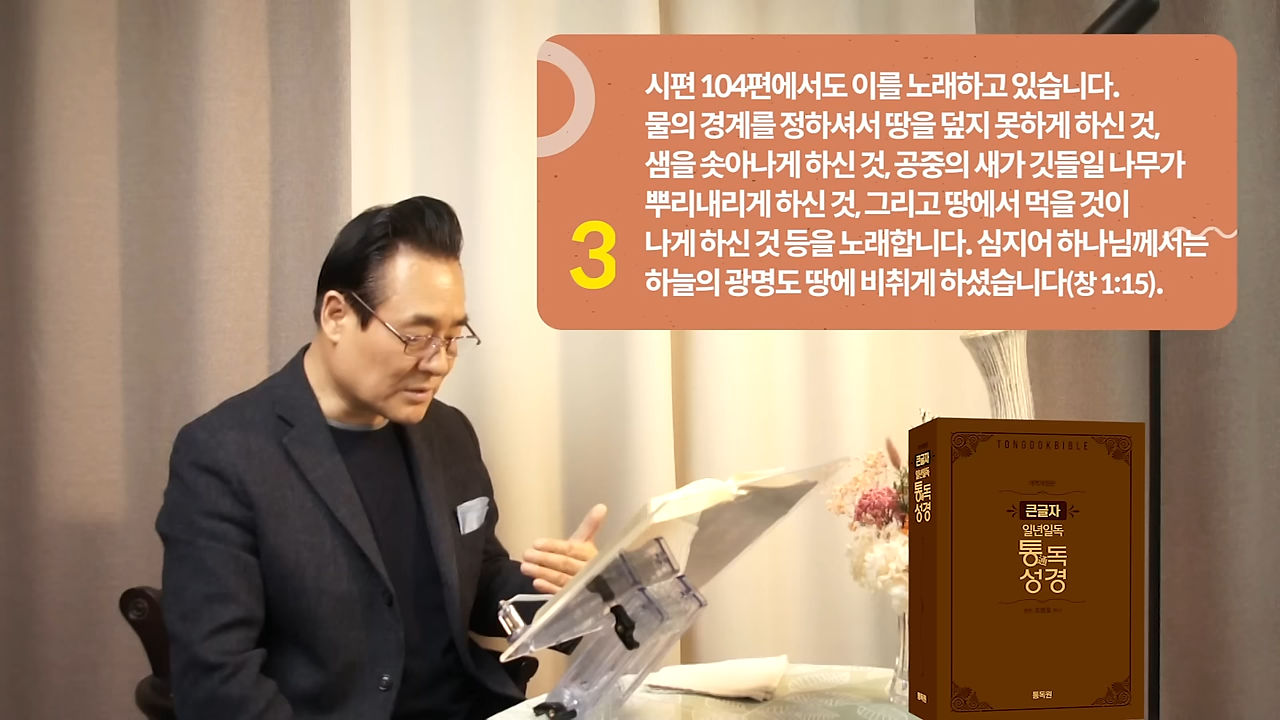 시편 104편에서도 이를 노래하고 있습니다.
물의 경계를 정하셔서 땅을 덮지 못하게 하신 것,
샘을 솟아나게 하신 것, 공중의 새가 깃들일 나무가
뿌리내리게 하신 것, 그리고 땅에서 먹을 것이
3
나게 하신 것 등을 노래합니다. 심지어 하나님께서는
하늘의 광명도 땅에 비취게 하셨습니다(창 1:15).
TONGDOKBIBLE
큰글자
일년일독
통독
성경
통독원
큰글자
일년일독
통독
성경
통독원